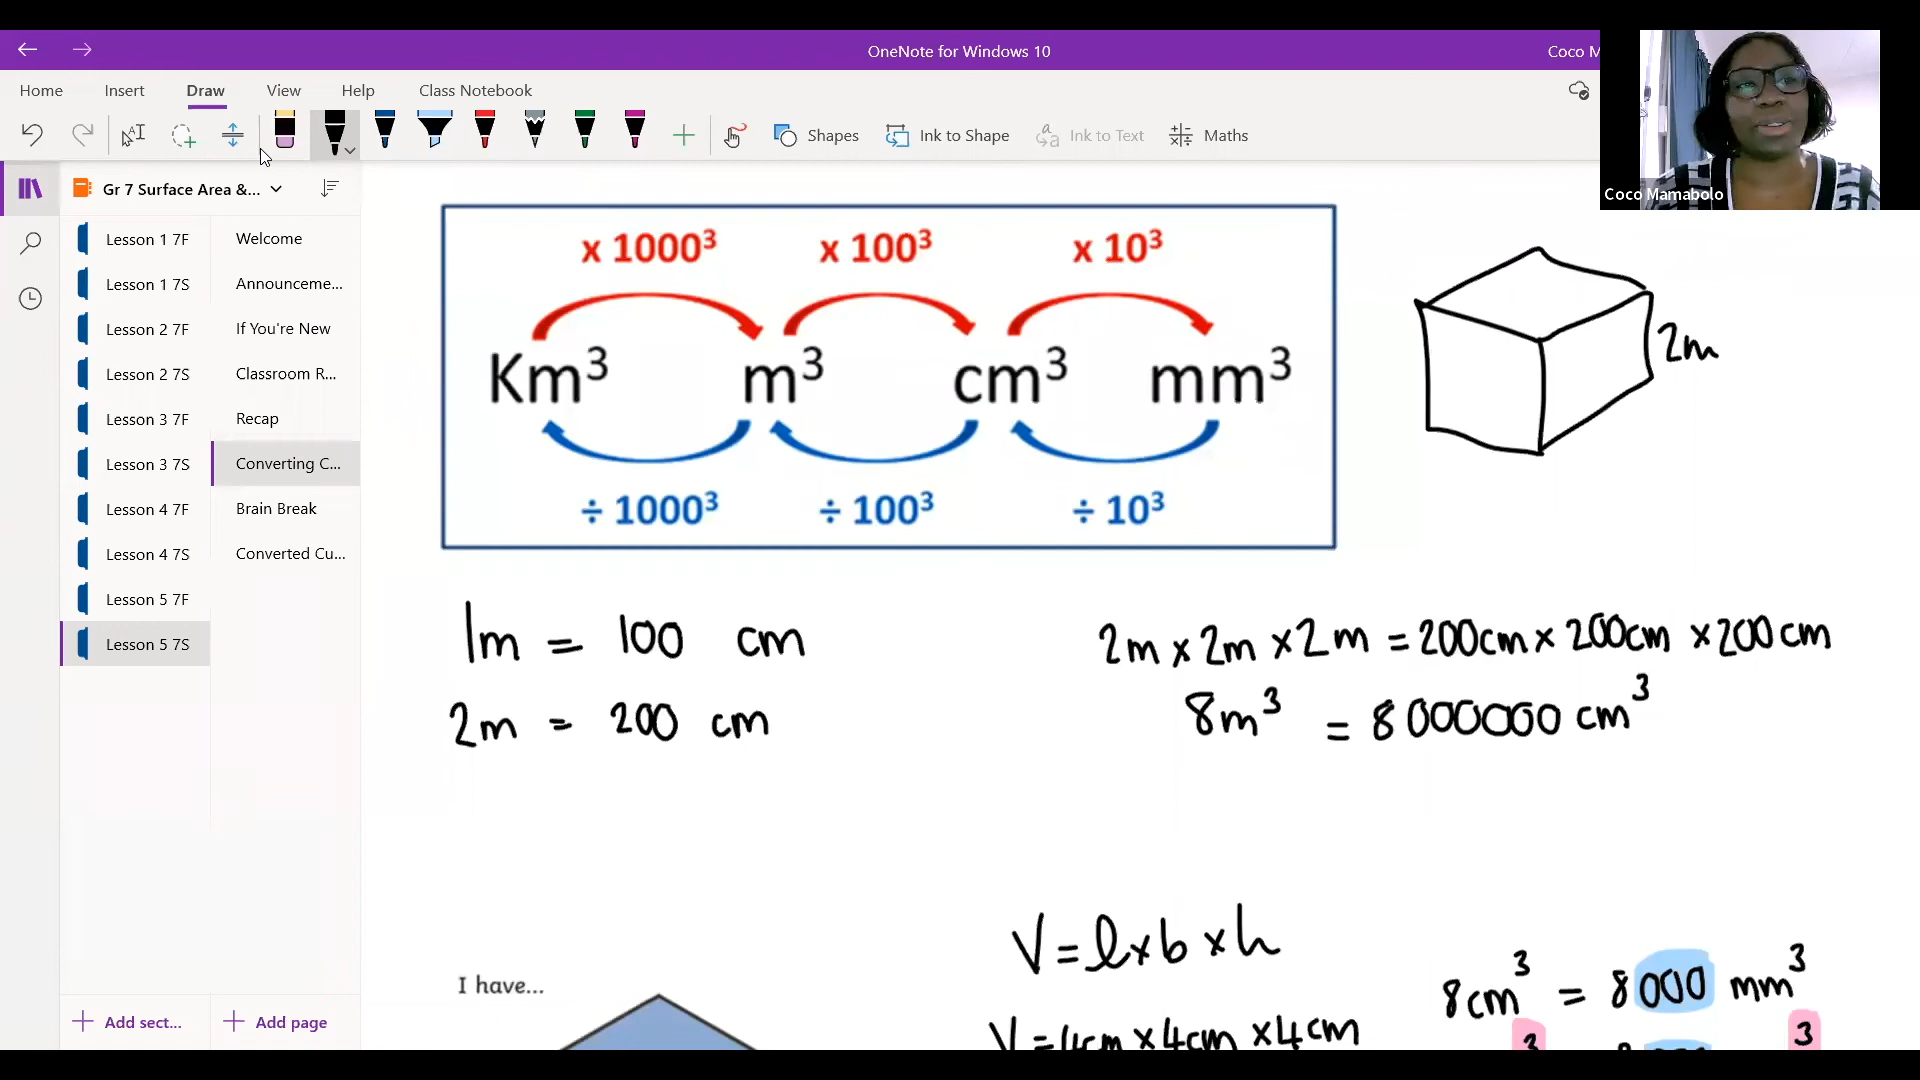 OneNote for Windows 10
Coco M
Home Insert Draw View Help Class Notebook
Shapes Ink to Shape Ink to Text Maths
Coco Mamabolo
Gr 7 Surface Area &...
Lesson 1 7F
Lesson 1 7S
Lesson 2 7F
Lesson 2 7S
Lesson 3 7F
Lesson 3 7S
Lesson 4 7F
Lesson 4 7S
Lesson 5 7F
Lesson 5 7S
Welcome
Announceme...
If You're New
Classroom R...
Recap
Converting C...
Brain Break
Converted Cu...
Add sect...
Add page
x 1000³ x 100³ x 10³
Km³ m³ cm³ mm³
÷ 1000³ ÷ 100³ ÷ 10³
2m
1m = 100 cm
2m = 200 cm
2m x 2m x 2m = 200cm x 200cm x 200cm
8m³ = 8 000000 cm³
I have...
V = l x b x h
V = 4cm x 4cm x 4cm
8cm³ = 8 000 mm³